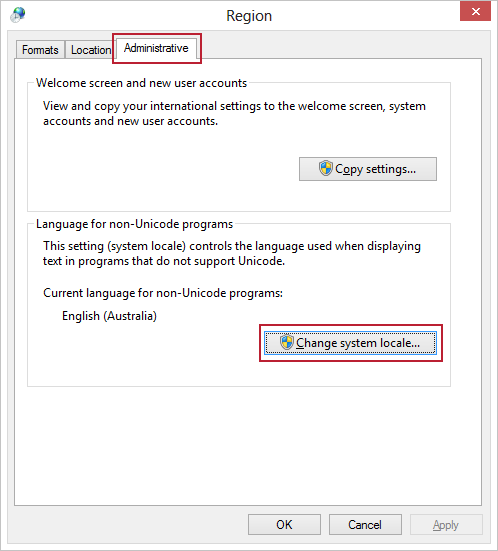 Region
Formats Location Administrative
Welcome screen and new user accounts
View and copy your international settings to the welcome screen, system
accounts and new user accounts.
Copy settings...
Language for non-Unicode programs
This setting (system locale) controls the language used when displaying
text in programs that do not support Unicode.
Current language for non-Unicode programs:
English (Australia)
Change system locale...
OK Cancel Apply